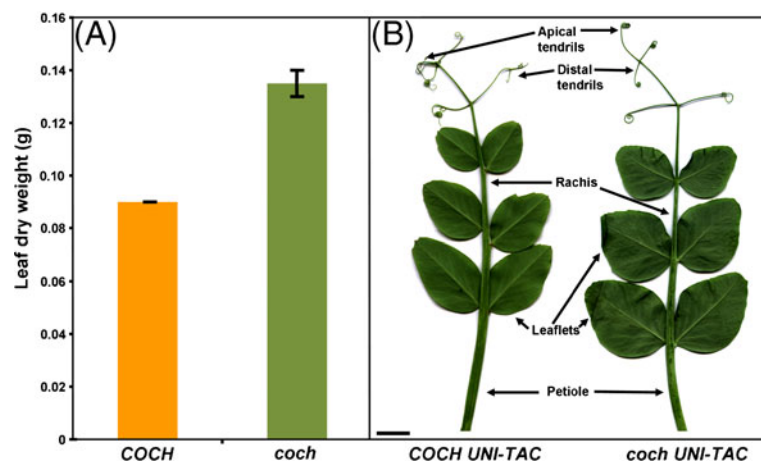 (A)
Leaf dry weight (g)
0.16
0.14
0.12
0.10
0.08
0.06
0.04
0.02
0
COCH
coch
(B)
Apical
tendrils
Distal
tendrils
Rachis
Leaflets
Petiole
COCH UNI-TAC
coch UNI-TAC